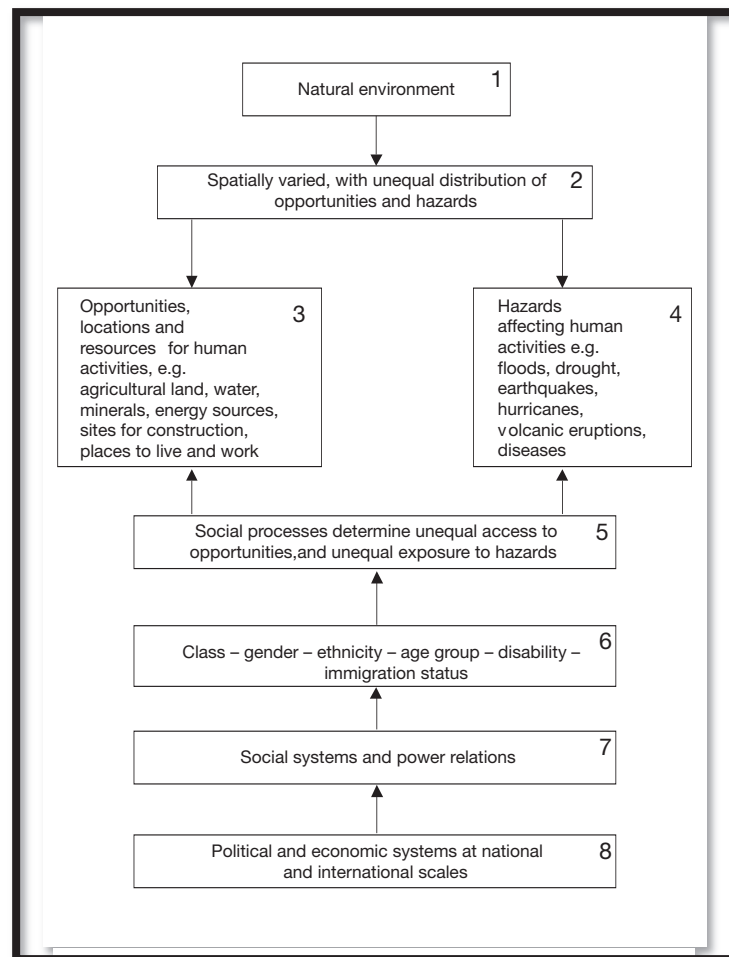 Natural environment
1
Spatially varied, with unequal distribution of
opportunities and hazards
2
Opportunities,
locations and
resources for human
activities, e.g.
agricultural land, water,
minerals, energy sources,
sites for construction,
places to live and work
3
Hazards
affecting human
activities e.g.
floods, drought,
earthquakes,
hurricanes,
volcanic eruptions,
diseases
4
Social processes determine unequal access to
opportunities,and unequal exposure to hazards
5
Class – gender – ethnicity – age group – disability –
immigration status
6
Social systems and power relations
7
Political and economic systems at national
and international scales
8